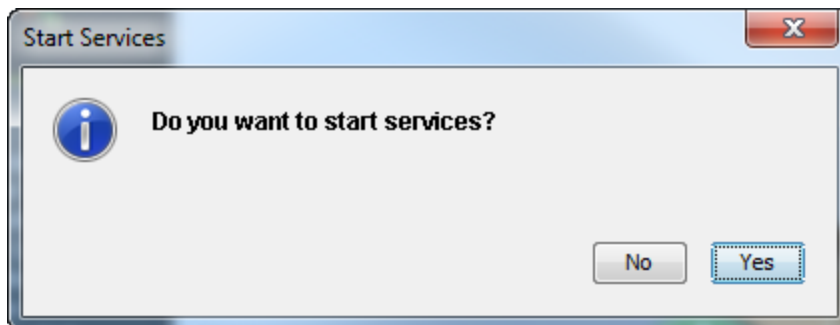 Start Services
Do you want to start services?
No
Yes